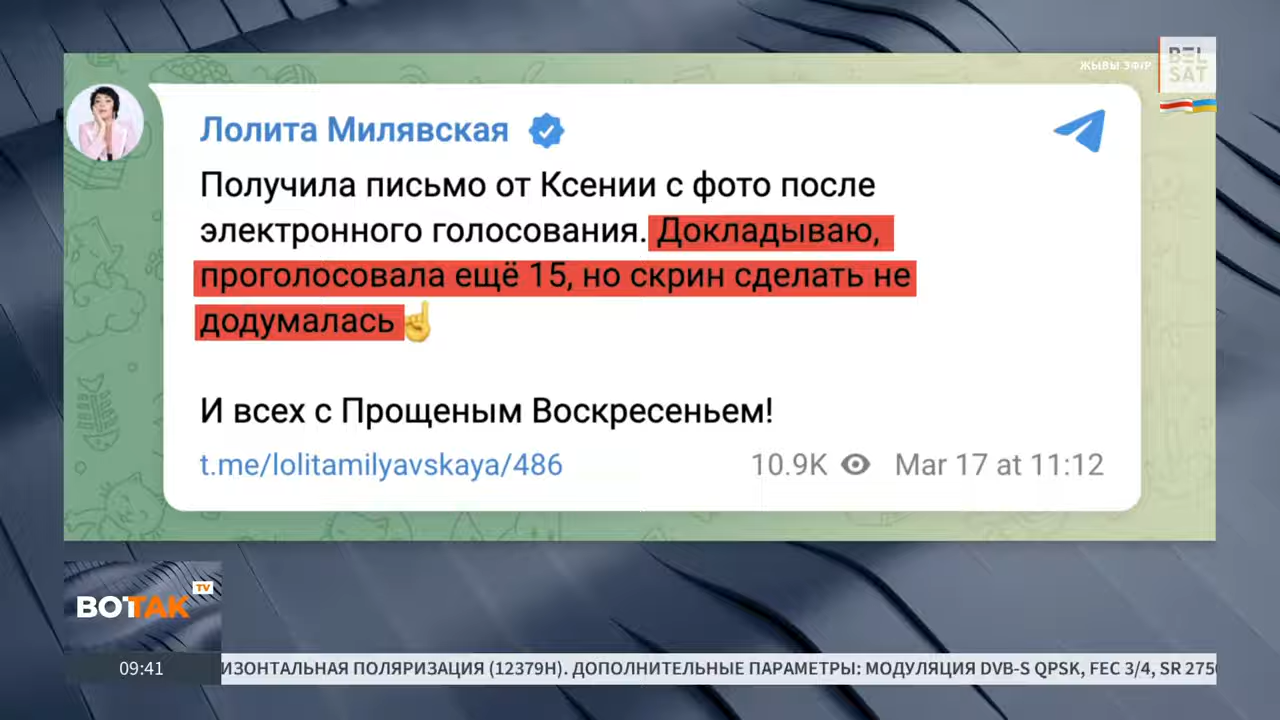 ЖЫВЫ ЭФІР
BEL
SAT
Лолита Милявская
Получила письмо от Ксении с фото после
электронного голосования. Докладываю,
проголосовала ещё 15, но скрин сделать не
додумалась☝
И всех с Прощеным Воскресеньем!
t.me/lolitamilyavskaya/486
10.9K
Mar 17 at 11:12
ВОТ ТАК TV
09:41
ИЗОНТАЛЬНАЯ ПОЛЯРИЗАЦИЯ (12379H). ДОПОЛНИТЕЛЬНЫЕ ПАРАМЕТРЫ: МОДУЛЯЦИЯ DVB-S QPSK, FEC 3/4, SR 275